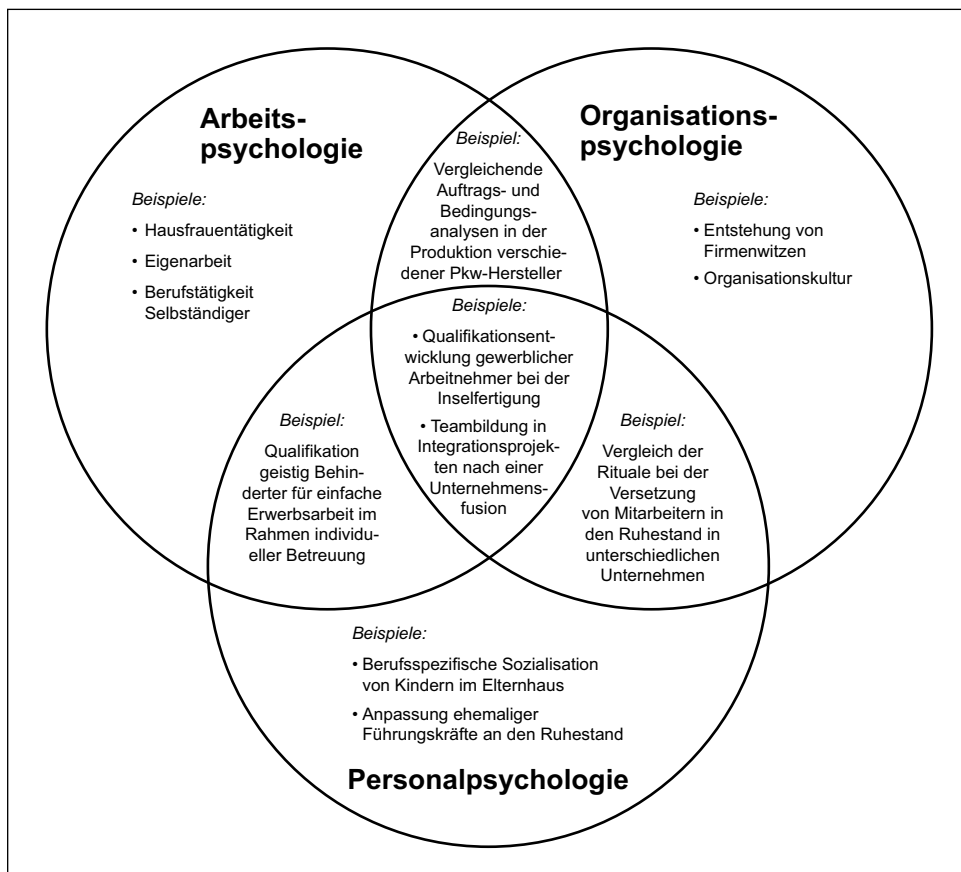 Arbeits-
psychologie
Beispiele:
• Hausfrauentätigkeit
• Eigenarbeit
• Berufstätigkeit
Selbständiger
Beispiel:
Vergleichende
Auftrags- und
Bedingungs-
analysen in der
Produktion verschie-
dener Pkw-Hersteller
Organisations-
psychologie
Beispiele:
• Entstehung von
Firmenwitzen
• Organisationskultur
Beispiele:
• Qualifikationsent-
wicklung gewerblicher
Arbeitnehmer bei der
Inselfertigung
• Teambildung in
Integrationsprojek-
ten nach einer
Unternehmens-
fusion
Beispiel:
Qualifikation
geistig Behin-
derter für einfache
Erwerbsarbeit im
Rahmen individu-
eller Betreuung
Beispiel:
Vergleich der
Rituale bei der
Versetzung
von Mitarbeitern in
den Ruhestand in
unterschiedlichen
Unternehmen
Beispiele:
• Berufsspezifische Sozialisation
von Kindern im Elternhaus
• Anpassung ehemaliger
Führungskräfte an den Ruhestand
Personalpsychologie